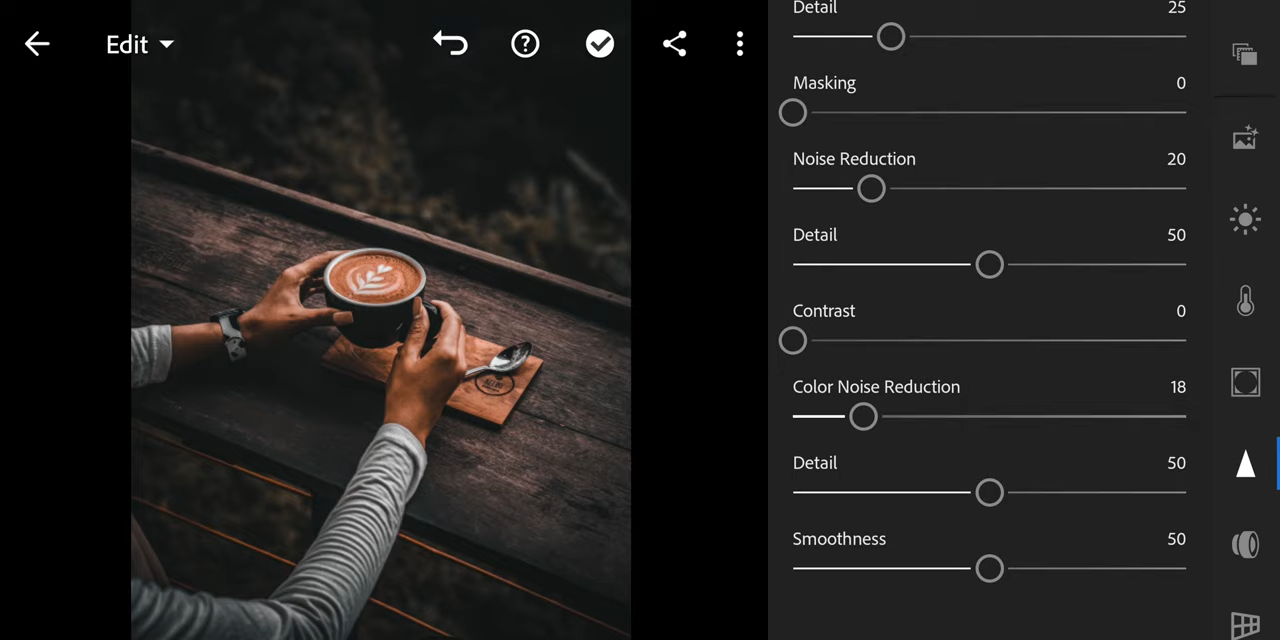 Edit
Detail 25
Masking 0
Noise Reduction 20
Detail 50
Contrast 0
Color Noise Reduction 18
Detail 50
Smoothness 50